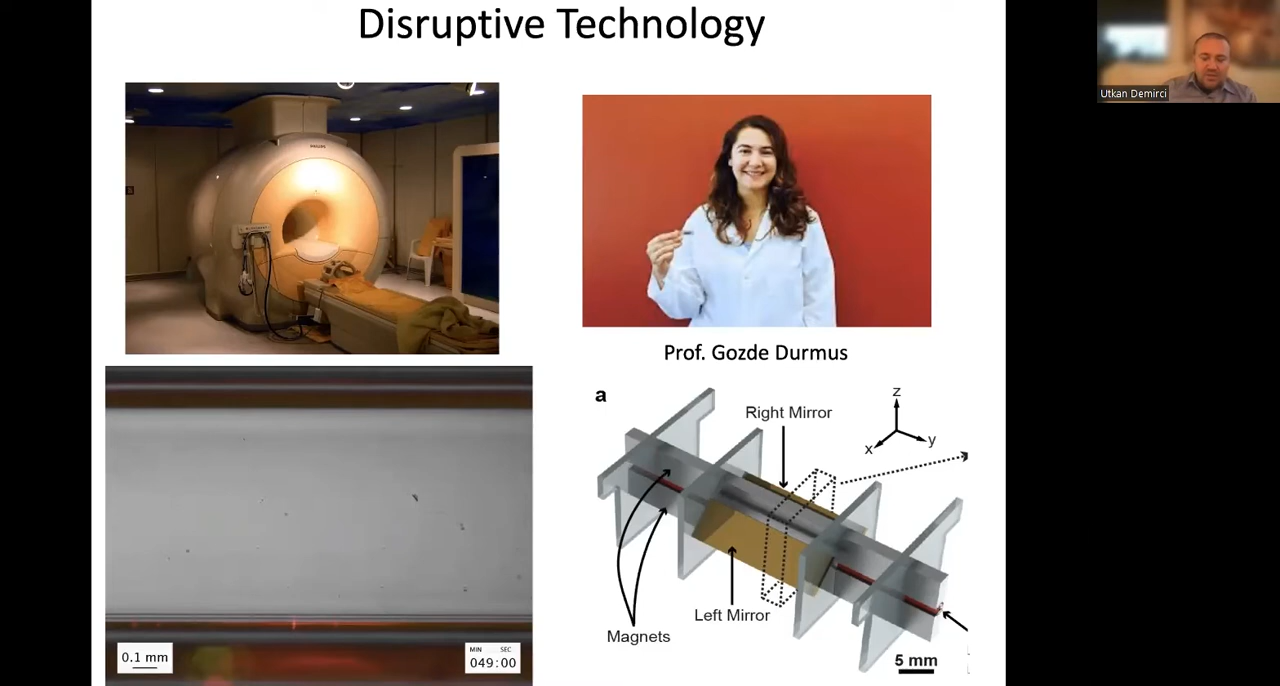 Disruptive Technology
Utkan Demirci
PHILIPS
Prof. Gozde Durmus
a
z
Right Mirror
y
x
Left Mirror
Magnets
5 mm
0.1 mm
MIN SEC
049:00